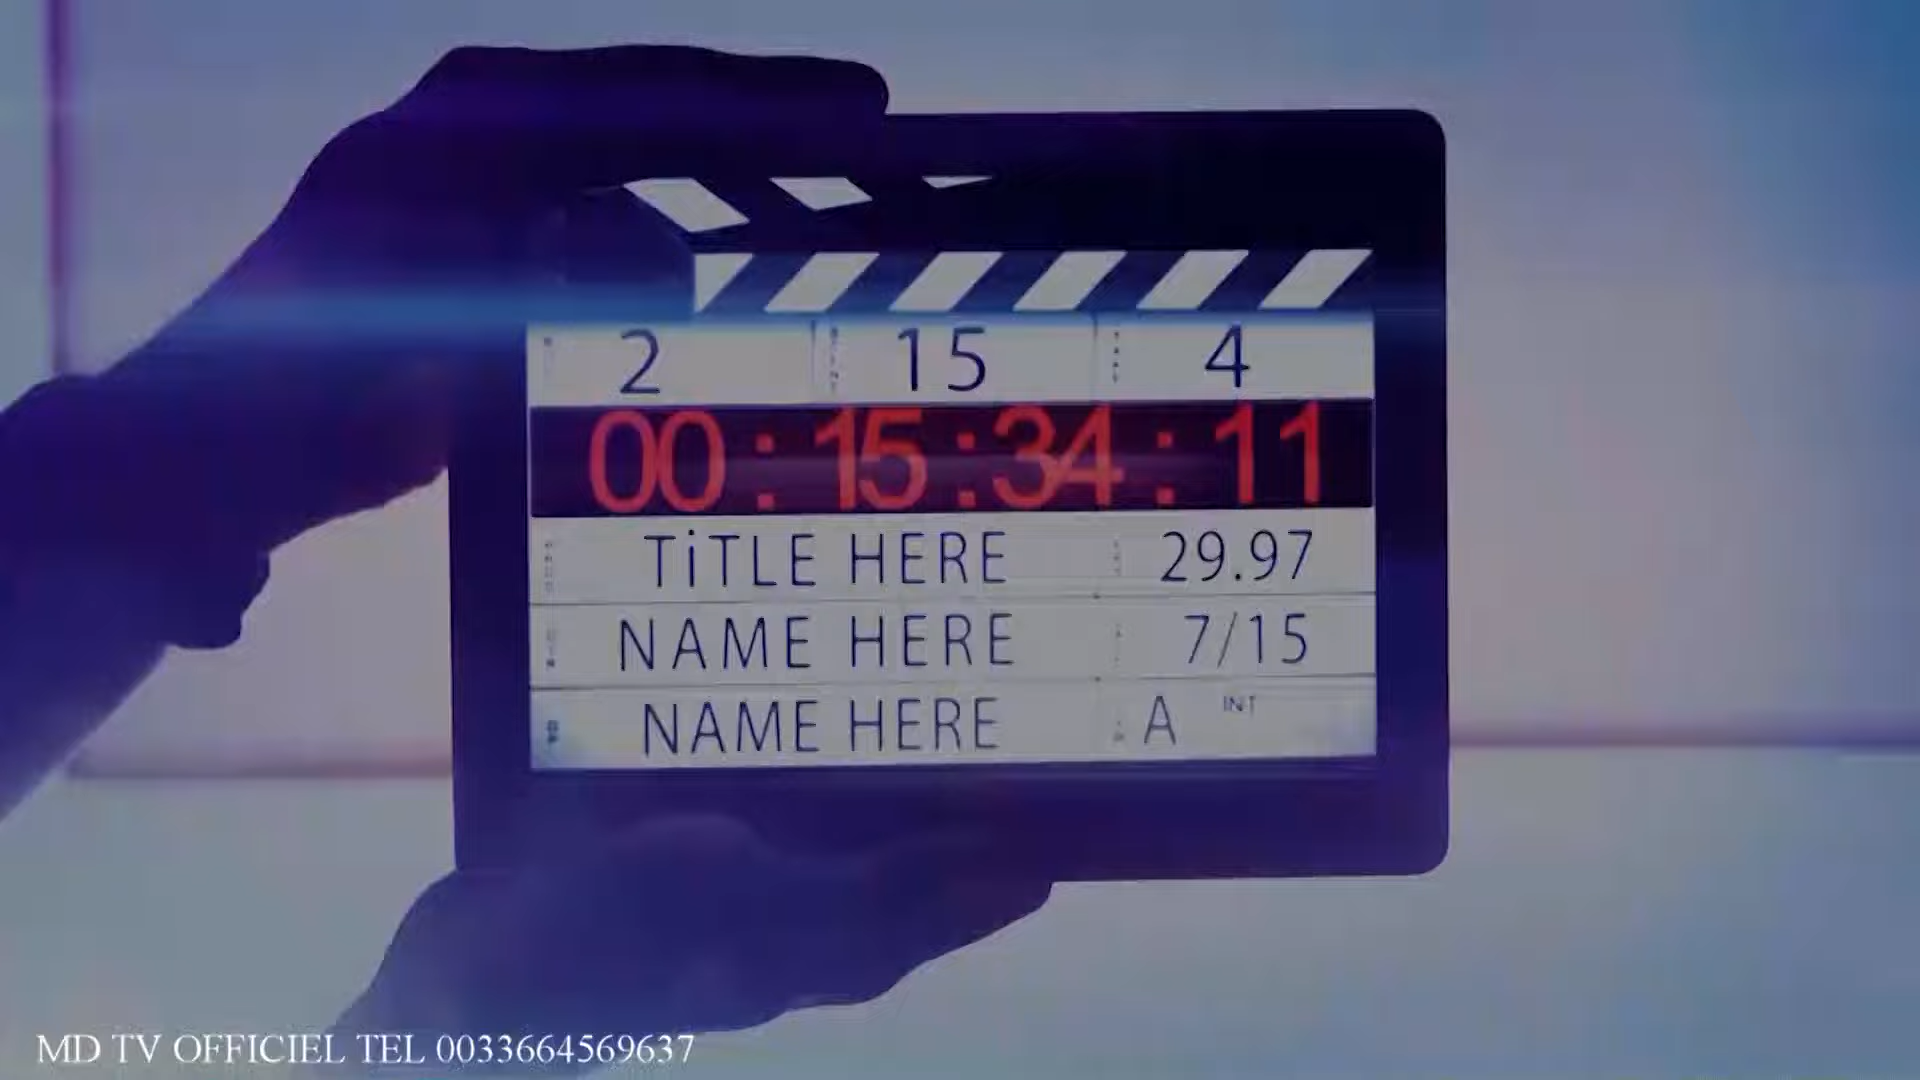 2 15 4
00:15:34:11
TiTLE HERE 29.97
NAME HERE 7/15
NAME HERE A INT
MD TV OFFICIEL TEL 0033664569637